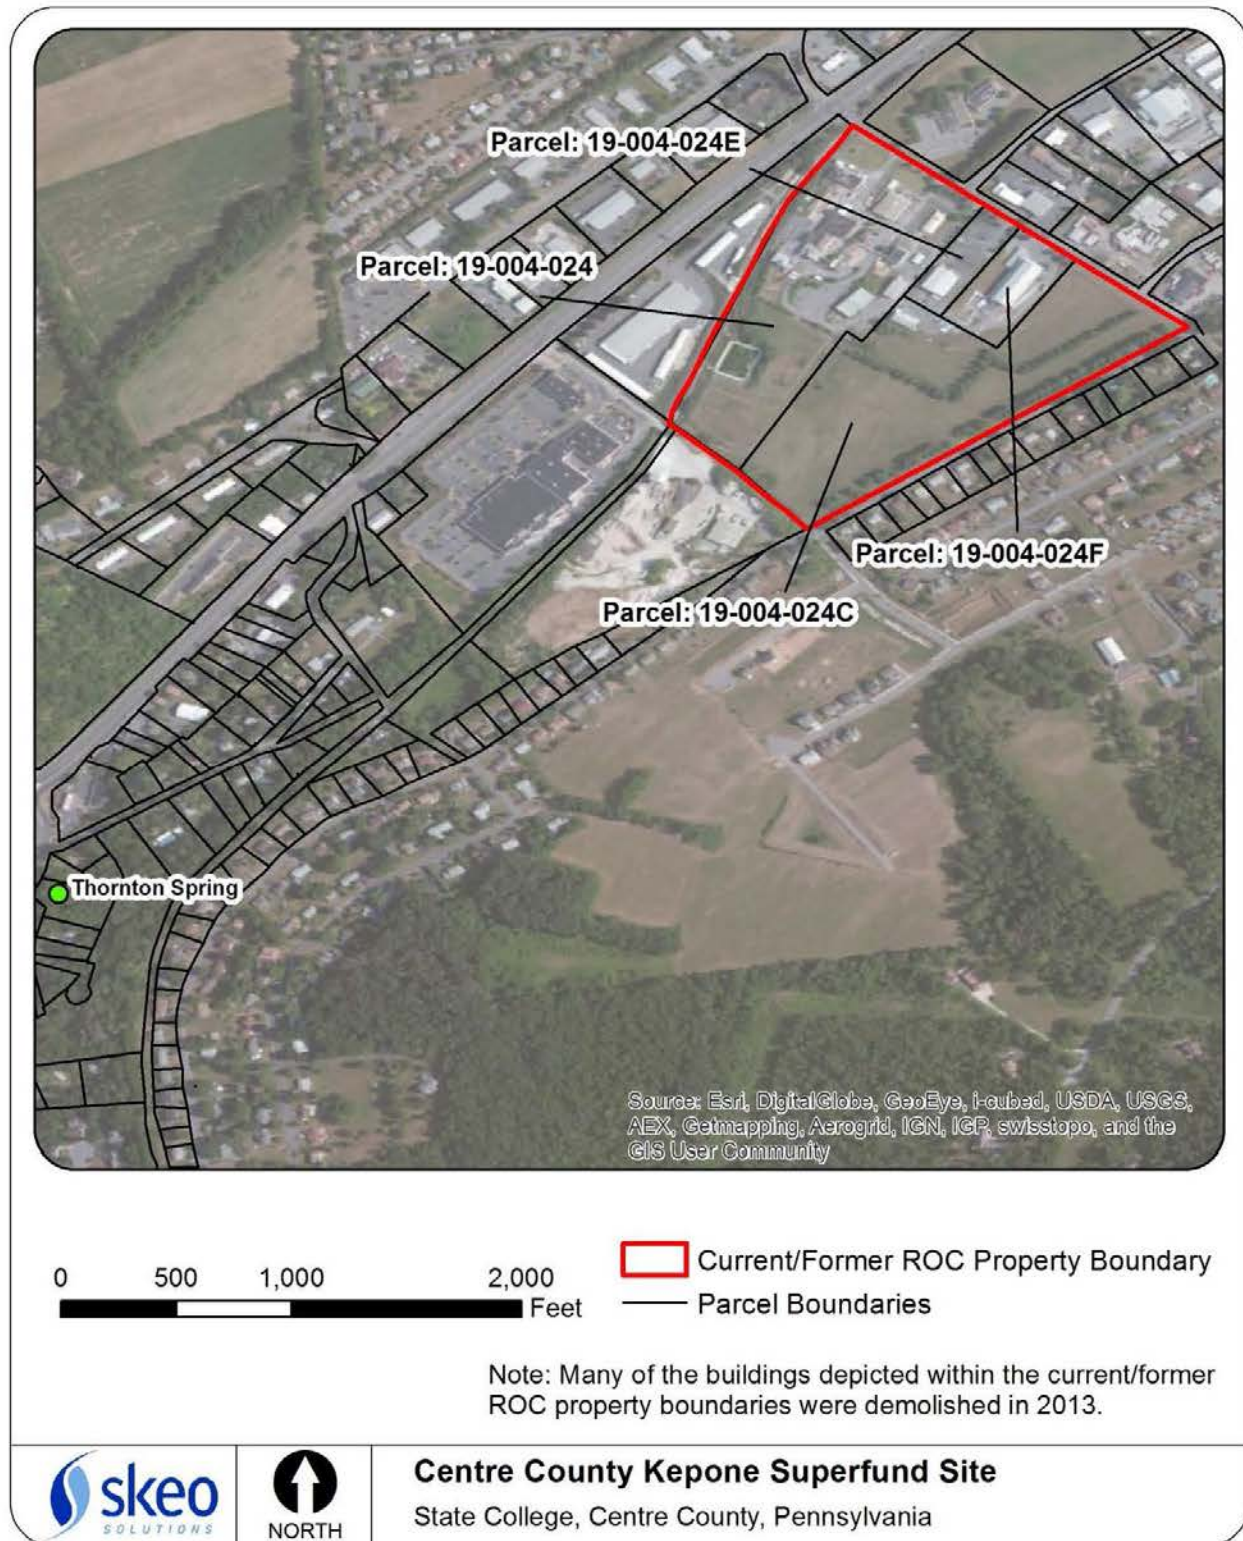 Parcel: 19-004-024E
Parcel: 19-004-024
Parcel: 19-004-024F
Parcel: 19-004-024C
Thornton Spring
Source: Esri, DigitalGlobe, GeoEye, i-cubed, USDA, USGS,
AEX, Getmapping, Aerogrid, IGN, IGP, swisstopo, and the
GIS User Community
0 500 1,000 2,000
Feet
Current/Former ROC Property Boundary
Parcel Boundaries
Note: Many of the buildings depicted within the current/former
ROC property boundaries were demolished in 2013.
skeo
SOLUTIONS
NORTH
Centre County Kepone Superfund Site
State College, Centre County, Pennsylvania